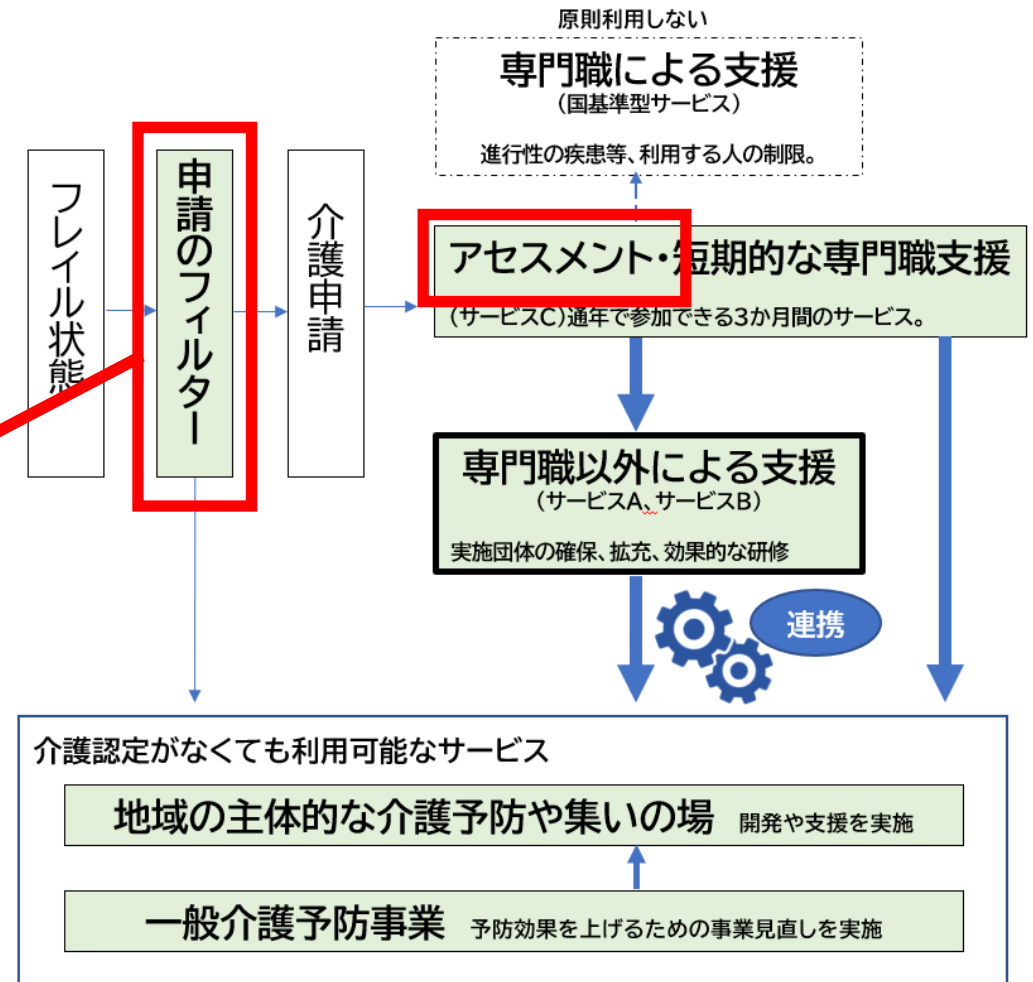 原則利用しない
専門職による支援
（国基準型サービス）
進行性の疾患等、利用する人の制限。
フレイル状態
申請のフィルター
介護申請
アセスメント・短期的な専門職支援
（サービスC）通年で参加できる3か月間のサービス。
専門職以外による支援
（サービスA、サービスB）
実施団体の確保、拡充、効果的な研修
連携
介護認定がなくても利用可能なサービス
地域の主体的な介護予防や集いの場 開発や支援を実施
一般介護予防事業 予防効果を上げるための事業見直しを実施